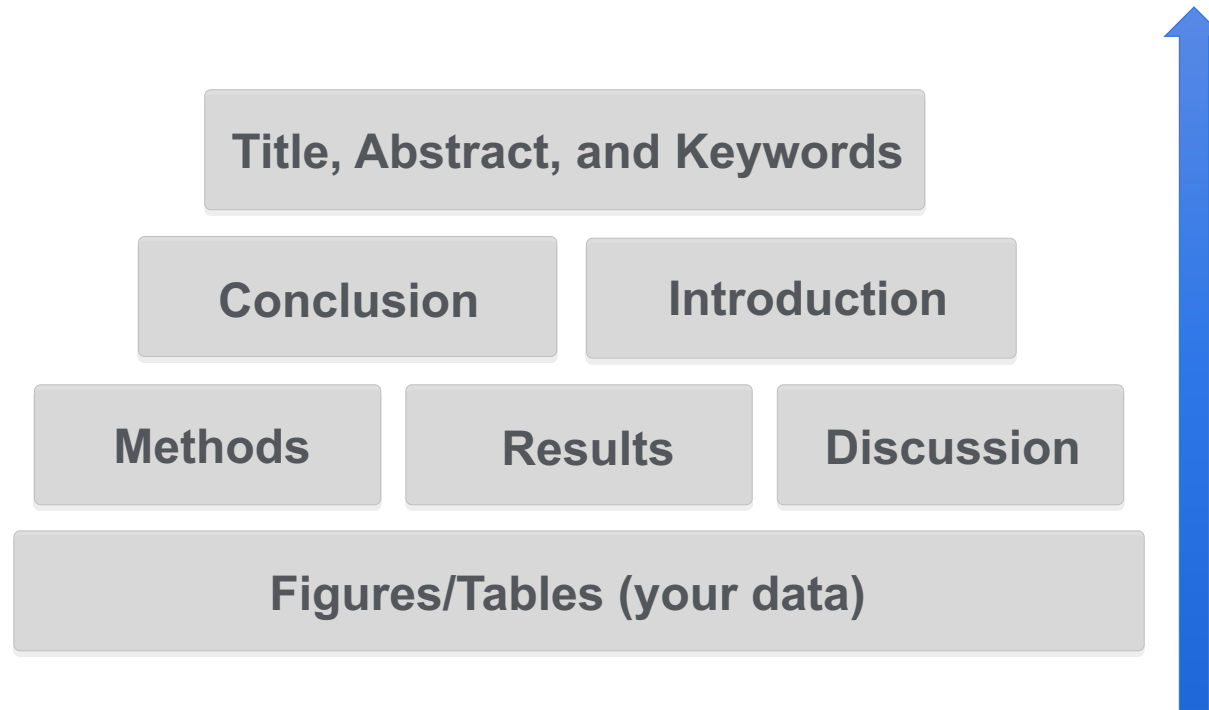 Title, Abstract, and Keywords
Conclusion
Introduction
Methods
Results
Discussion
Figures/Tables (your data)